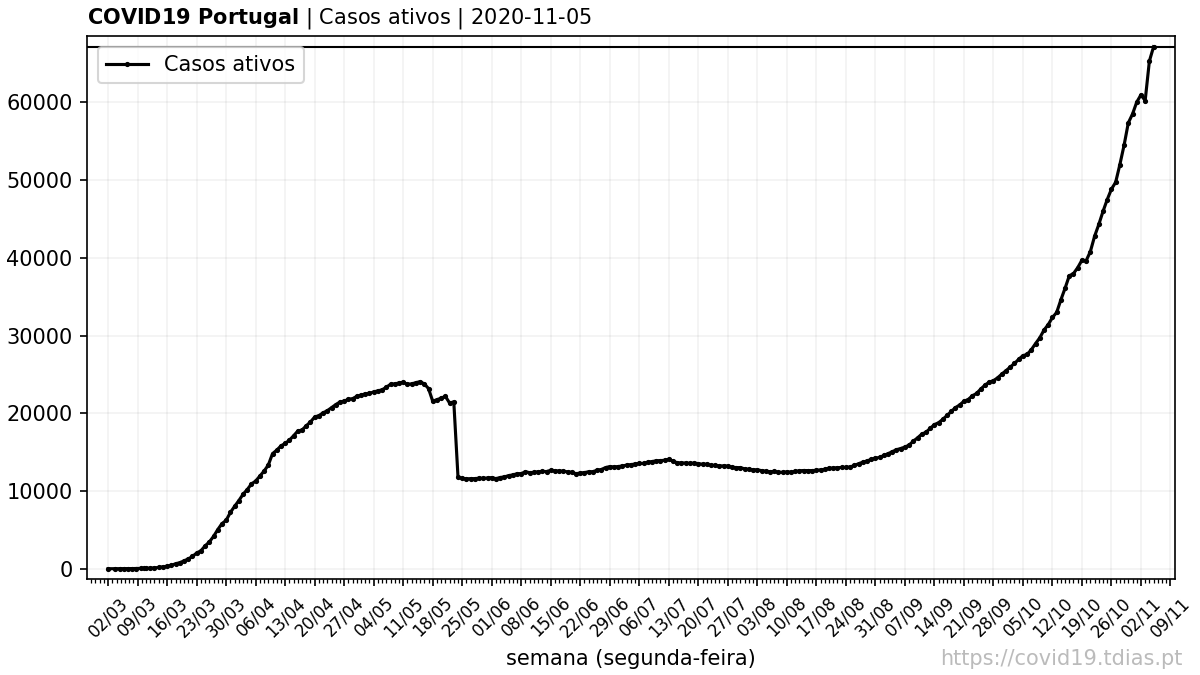 COVID19 Portugal | Casos ativos | 2020-11-05
Casos ativos
60000
50000
40000
30000
20000
10000
0
02/03 09/03 16/03 23/03 30/03 06/04 13/04 20/04 27/04 04/05 11/05 18/05 25/05 01/06 08/06 15/06 22/06 29/06 06/07 13/07 20/07 27/07 03/08 10/08 17/08 24/08 31/08 07/09 14/09 21/09 28/09 05/10 12/10 19/10 26/10 02/11 09/11
semana (segunda-feira)
https://covid19.tdias.pt